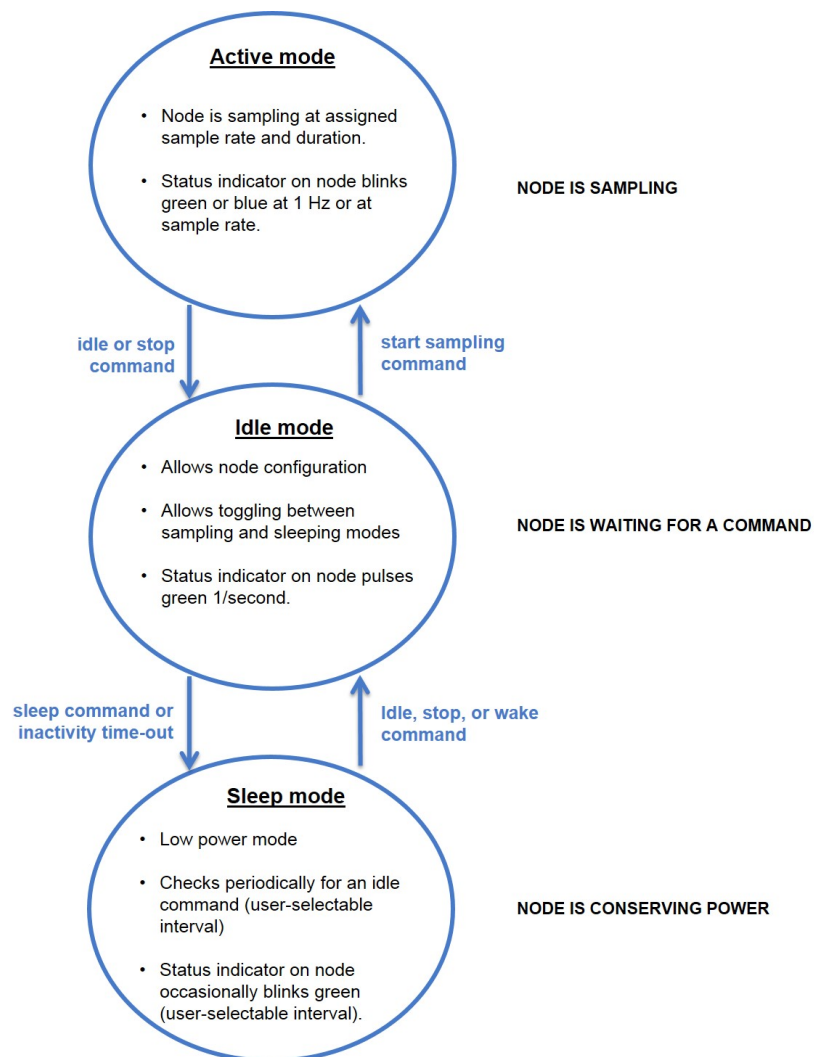 Active mode
• Node is sampling at assigned
sample rate and duration.
• Status indicator on node blinks
green or blue at 1 Hz or at
sample rate.
NODE IS SAMPLING
idle or stop
command
start sampling
command
Idle mode
• Allows node configuration
• Allows toggling between
sampling and sleeping modes
• Status indicator on node pulses
green 1/second.
NODE IS WAITING FOR A COMMAND
sleep command or
inactivity time-out
Idle, stop, or wake
command
Sleep mode
• Low power mode
• Checks periodically for an idle
command (user-selectable
interval)
• Status indicator on node
occasionally blinks green
(user-selectable interval).
NODE IS CONSERVING POWER